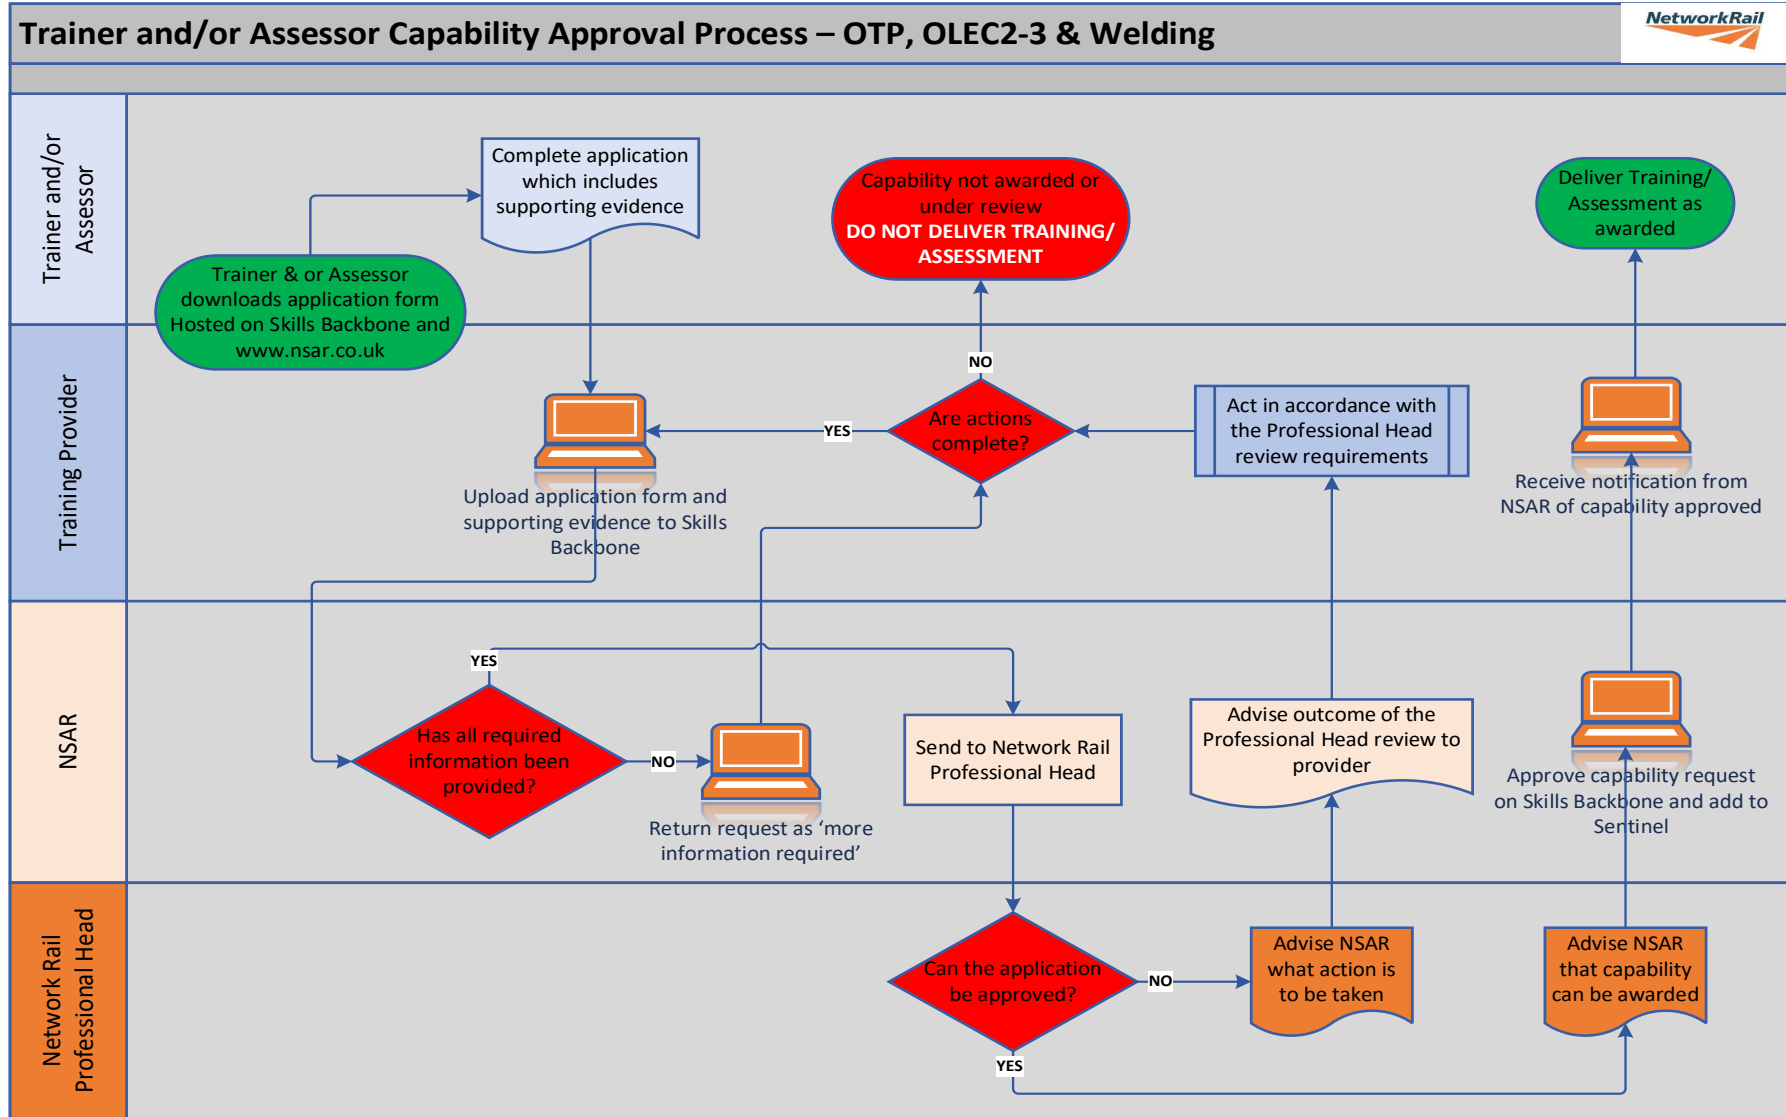 Trainer and/or Assessor Capability Approval Process – OTP, OLEC2-3 & Welding
NetworkRail
Trainer and/or
Assessor
Complete application
which includes
supporting evidence
Trainer & or Assessor
downloads application form
Hosted on Skills Backbone and
www.nsar.co.uk
Capability not awarded or
under review
DO NOT DELIVER TRAINING/
ASSESSMENT
Deliver Training/
Assessment as
awarded
Training Provider
Upload application form and
supporting evidence to Skills
Backbone
YES
NO
Are actions
complete?
Act in accordance with
the Professional Head
review requirements
Receive notification from
NSAR of capability approved
NSAR
YES
Has all required
information been
provided?
NO
Return request as ‘more
information required’
Send to Network Rail
Professional Head
Advise outcome of the
Professional Head review to
provider
Approve capability request
on Skills Backbone and add to
Sentinel
Network Rail
Professional Head
Can the application
be approved?
NO
YES
Advise NSAR
what action is
to be taken
Advise NSAR
that capability
can be awarded